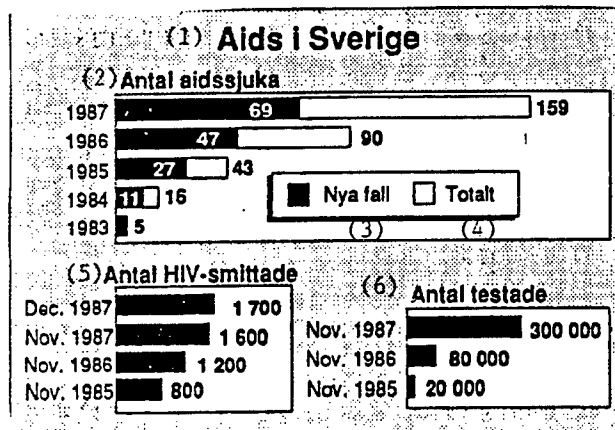 (1) Aids i Sverige
(2) Antal aidssjuka
1987 69 159
1986 47 90
1985 27 43
1984 11 16
1983 5
Nya fall Totalt
(3) (4)
(5) Antal HIV-smittade
Dec. 1987 1 700
Nov. 1987 1 600
Nov. 1986 1 200
Nov. 1985 800
(6) Antal testade
Nov. 1987 300 000
Nov. 1986 80 000
Nov. 1985 20 000